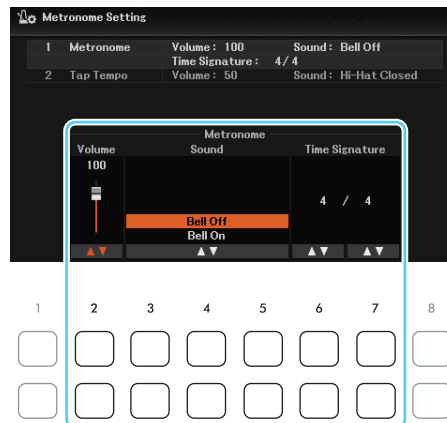 Metronome Setting
1 Metronome Volume : 100 Sound : Bell Off
Time Signature : 4/4
2 Tap Tempo Volume : 50 Sound : Hi-Hat Closed
Metronome
Volume Sound Time Signature
100
4 / 4
Bell Off
Bell On
1 2 3 4 5 6 7 8